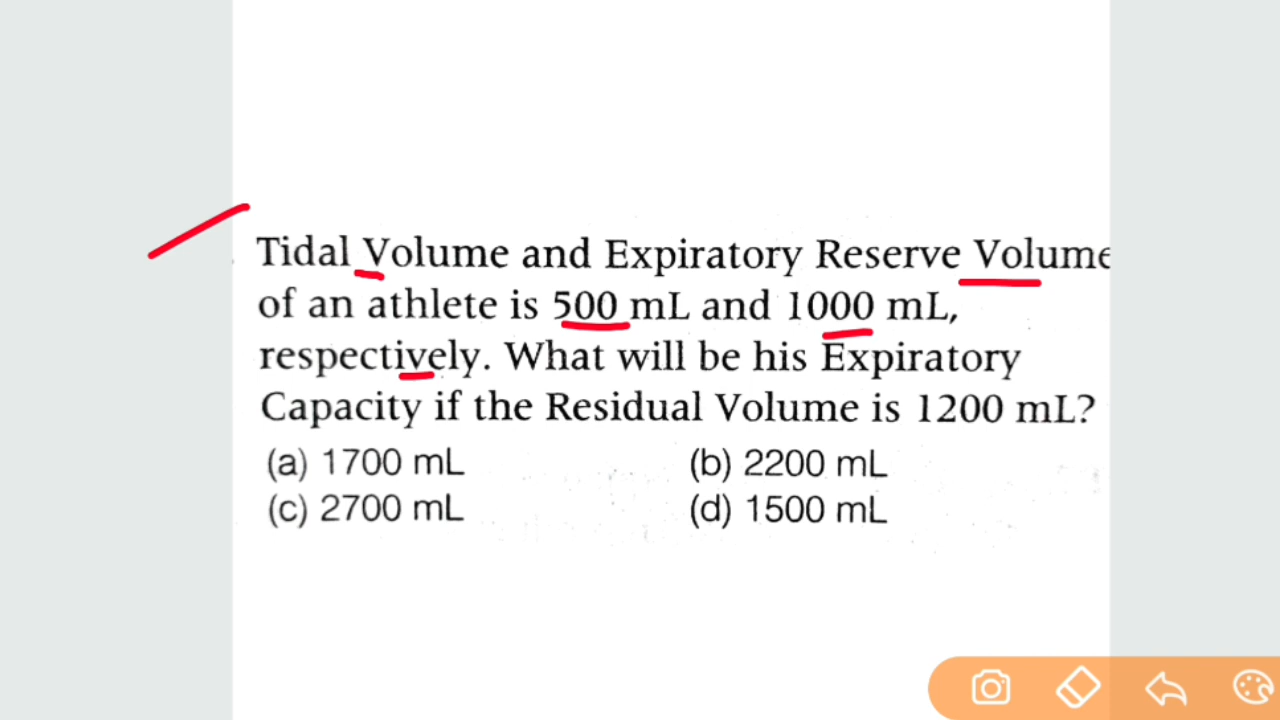 Tidal Volume and Expiratory Reserve Volume
of an athlete is 500 mL and 1000 mL,
respectively. What will be his Expiratory
Capacity if the Residual Volume is 1200 mL?
(a) 1700 mL (b) 2200 mL
(c) 2700 mL (d) 1500 mL